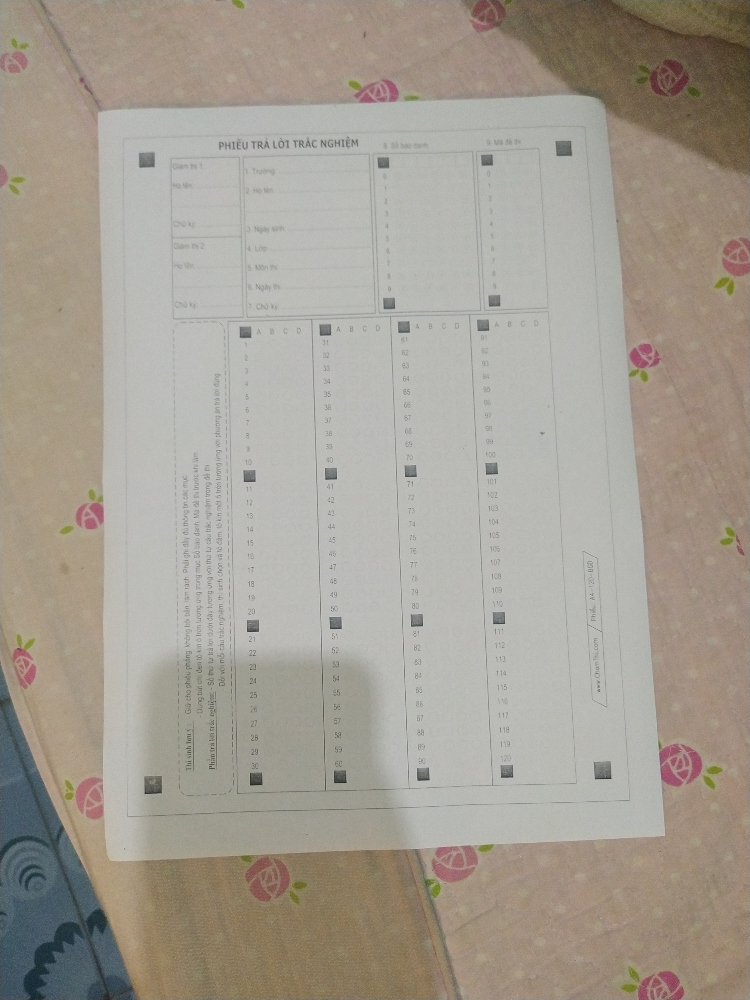 PHIẾU TRẢ LỜI TRẮC NGHIỆM
8. Số báo danh
9. Mã đề thi
Giám thị 1
Họ tên:
Chữ ký:
Giám thị 2
Họ tên:
Chữ ký:
1. Trường:
2. Họ tên:
3. Ngày sinh:
4. Lớp:
5. Môn thi:
6. Ngày thi:
7. Chữ ký:
0 0
1 1
2 2
3 3
4 4
5 5
6 6
7 7
8 8
9 9
A B C D A B C D A B C D A B C D
1 31 61 91
2 32 62 92
3 33 63 93
4 34 64 94
5 35 65 95
6 36 66 96
7 37 67 97
8 38 68 98
9 39 69 99
10 40 70 100
11 41 71 101
12 42 72 102
13 43 73 103
14 44 74 104
15 45 75 105
16 46 76 106
17 47 77 107
18 48 78 108
19 49 79 109
20 50 80 110
21 51 81 111
22 52 82 112
23 53 83 113
24 54 84 114
25 55 85 115
26 56 86 116
27 57 87 117
28 58 88 118
29 59 89 119
30 60 90 120
Thí sinh lưu ý: - Giữ cho phiếu phẳng, không bôi bẩn, làm rách. Phải ghi đầy đủ thông tin các mục
- Dùng bút chì đen tô kín ô tròn tương ứng trong mục Số báo danh, Mã đề thi trước khi làm
Phần trả lời trắc nghiệm: - Số thứ tự trả lời dưới đây tương ứng với thứ tự câu trắc nghiệm trong đề thi
Đối với mỗi câu trắc nghiệm, thí sinh chọn và tô đậm, tô kín một ô tròn tương ứng với phương án trả lời đúng
www.ChamThi.com Phiếu: A4-120-BSD